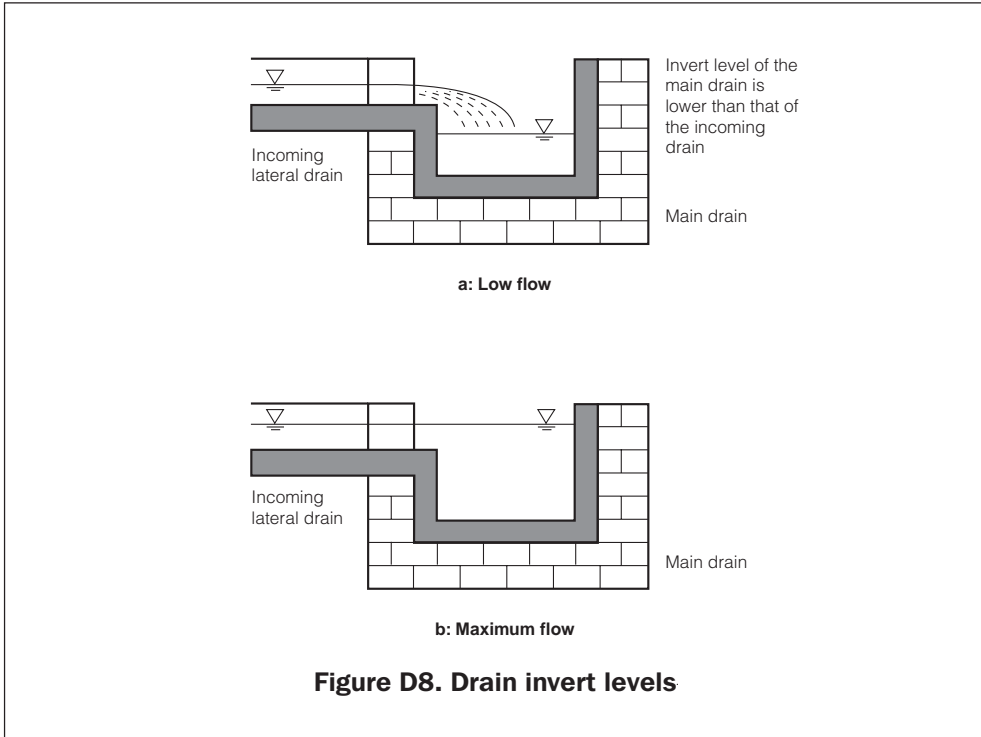 Invert level of the
main drain is
lower than that of
the incoming
drain
Incoming
lateral drain
Main drain
a: Low flow
Incoming
lateral drain
Main drain
b: Maximum flow
Figure D8. Drain invert levels